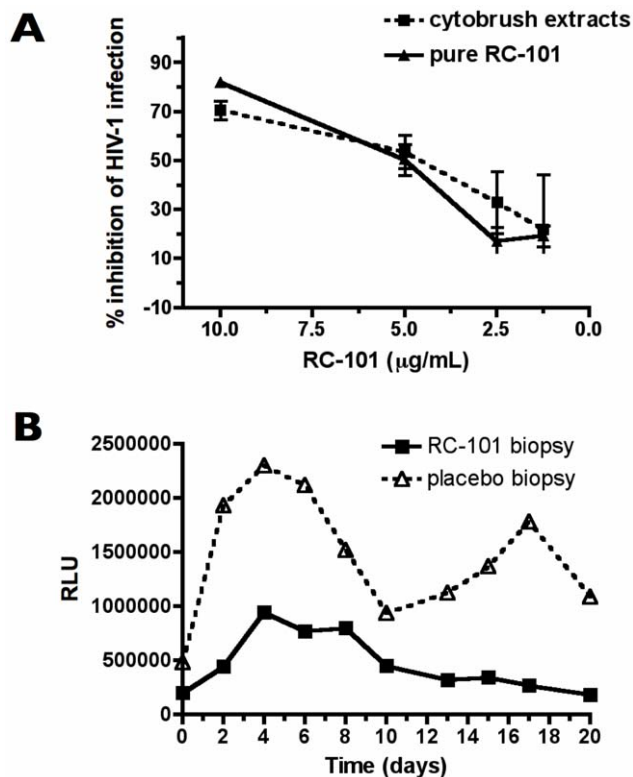 A
cytobrush extracts
pure RC-101
% inhibition of HIV-1 infection
90
70
50
30
10
-10
10.0 7.5 5.0 2.5 0.0
RC-101 (μg/mL)
B
RC-101 biopsy
placebo biopsy
RLU
2500000
2000000
1500000
1000000
500000
0
0 2 4 6 8 10 12 14 16 18 20
Time (days)